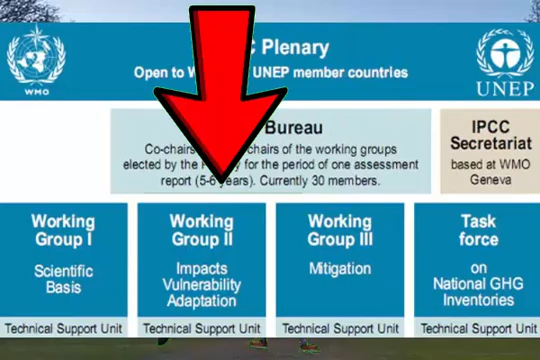 C Plenary
Open to W UNEP member countries
WMO
UNEP
Bureau
Co-chairs chairs of the working groups
elected by the for the period of one assessment
report (5-6 years). Currently 30 members.
IPCC
Secretariat
based at WMO
Geneva
Working
Group I
Scientific
Basis
Technical Support Unit
Working
Group II
Impacts
Vulnerability
Adaptation
Technical Support Unit
Working
Group III
Mitigation
Technical Support Unit
Task
force
on
National GHG
Inventories
Technical Support Unit